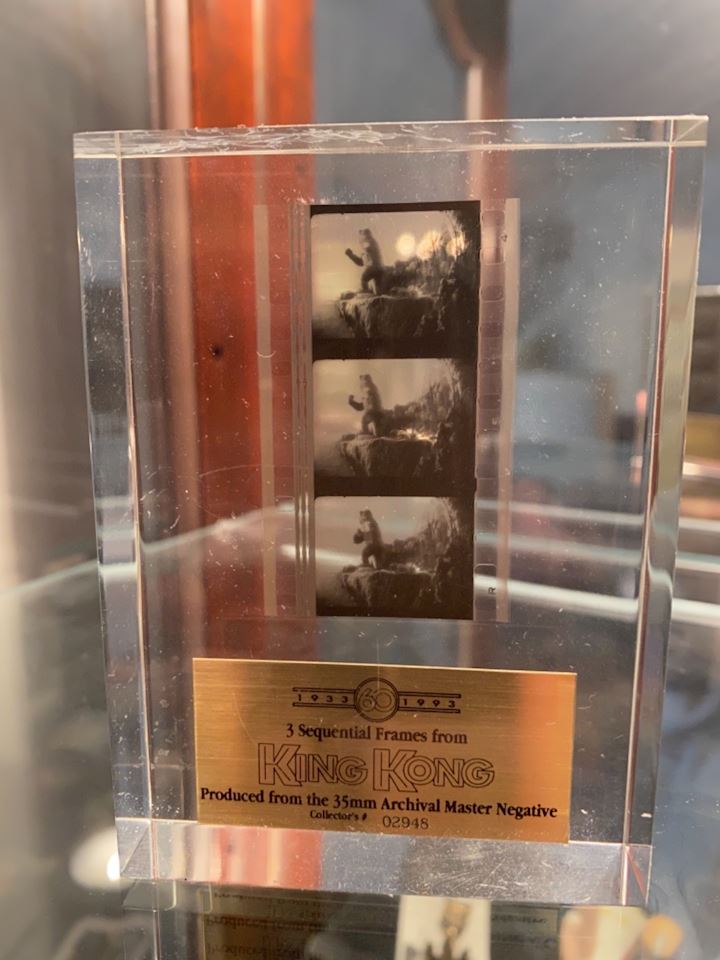 1933 60 1993
3 Sequential Frames from
KING KONG
Produced from the 35mm Archival Master Negative
Collector's # 02948
R